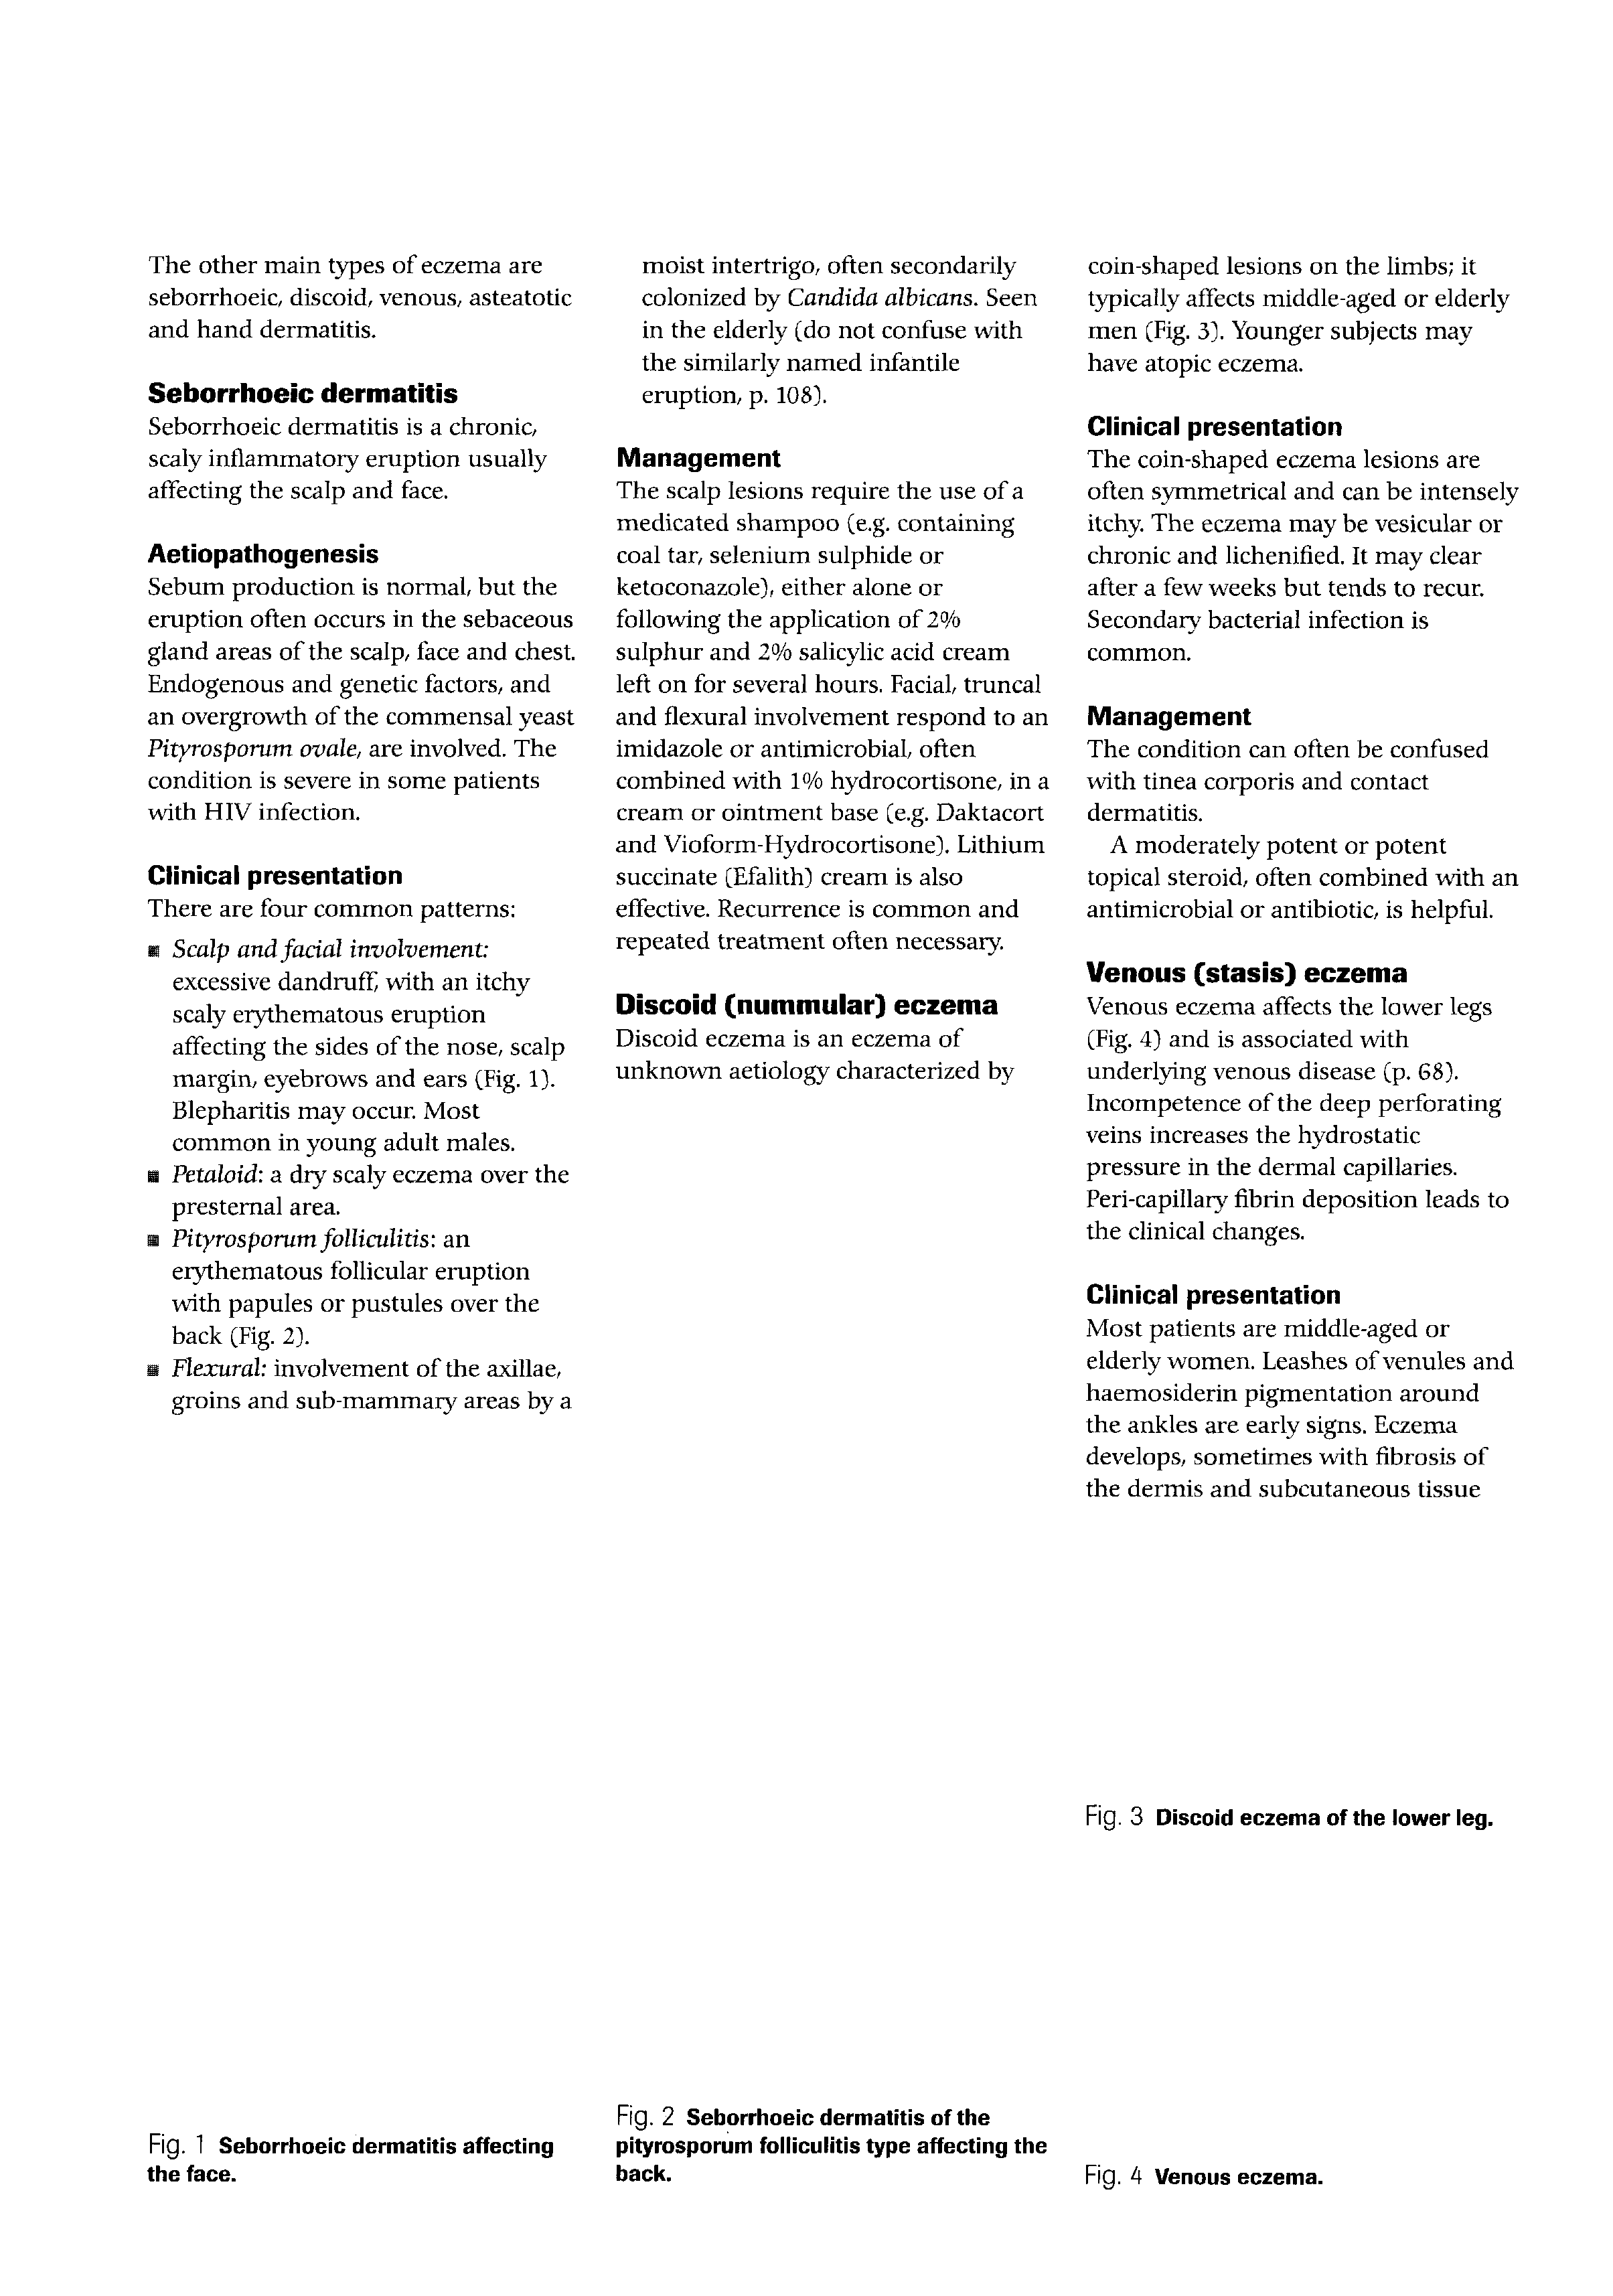 The other main types of eczema are
seborrhoeic, discoid, venous, asteatotic
and hand dermatitis.
Seborrhoeic dermatitis
Seborrhoeic dermatitis is a chronic,
scaly inflammatory eruption usually
affecting the scalp and face.
Aetiopathogenesis
Sebum production is normal, but the
eruption often occurs in the sebaceous
gland areas of the scalp, face and chest.
Endogenous and genetic factors, and
an overgrowth of the commensal yeast
Pityrosporum ovale, are involved. The
condition is severe in some patients
with HIV infection.
Clinical presentation
There are four common patterns:
■ Scalp and facial involvement:
excessive dandruff, with an itchy
scaly erythematous eruption
affecting the sides of the nose, scalp
margin, eyebrows and ears (Fig. 1).
Blepharitis may occur. Most
common in young adult males.
■ Petaloid: a dry scaly eczema over the
presternal area.
■ Pityrosporum folliculitis: an
erythematous follicular eruption
with papules or pustules over the
back (Fig. 2).
■ Flexural: involvement of the axillae,
groins and sub-mammary areas by a
moist intertrigo, often secondarily
colonized by Candida albicans. Seen
in the elderly (do not confuse with
the similarly named infantile
eruption, p. 108).
Management
The scalp lesions require the use of a
medicated shampoo (e.g. containing
coal tar, selenium sulphide or
ketoconazole), either alone or
following the application of 2%
sulphur and 2% salicylic acid cream
left on for several hours. Facial, truncal
and flexural involvement respond to an
imidazole or antimicrobial, often
combined with 1% hydrocortisone, in a
cream or ointment base (e.g. Daktacort
and Vioform-Hydrocortisone). Lithium
succinate (Efalith) cream is also
effective. Recurrence is common and
repeated treatment often necessary.
Discoid (nummular) eczema
Discoid eczema is an eczema of
unknown aetiology characterized by
coin-shaped lesions on the limbs; it
typically affects middle-aged or elderly
men (Fig. 3). Younger subjects may
have atopic eczema.
Clinical presentation
The coin-shaped eczema lesions are
often symmetrical and can be intensely
itchy. The eczema may be vesicular or
chronic and lichenified. It may clear
after a few weeks but tends to recur.
Secondary bacterial infection is
common.
Management
The condition can often be confused
with tinea corporis and contact
dermatitis.
A moderately potent or potent
topical steroid, often combined with an
antimicrobial or antibiotic, is helpful.
Venous (stasis) eczema
Venous eczema affects the lower legs
(Fig. 4) and is associated with
underlying venous disease (p. 68).
Incompetence of the deep perforating
veins increases the hydrostatic
pressure in the dermal capillaries.
Peri-capillary fibrin deposition leads to
the clinical changes.
Clinical presentation
Most patients are middle-aged or
elderly women. Leashes of venules and
haemosiderin pigmentation around
the ankles are early signs. Eczema
develops, sometimes with fibrosis of
the dermis and subcutaneous tissue
Fig. 3 Discoid eczema of the lower leg.
Fig. 1 Seborrhoeic dermatitis affecting
the face.
Fig. 2 Seborrhoeic dermatitis of the
pityrosporum folliculitis type affecting the
back.
Fig. 4 Venous eczema.